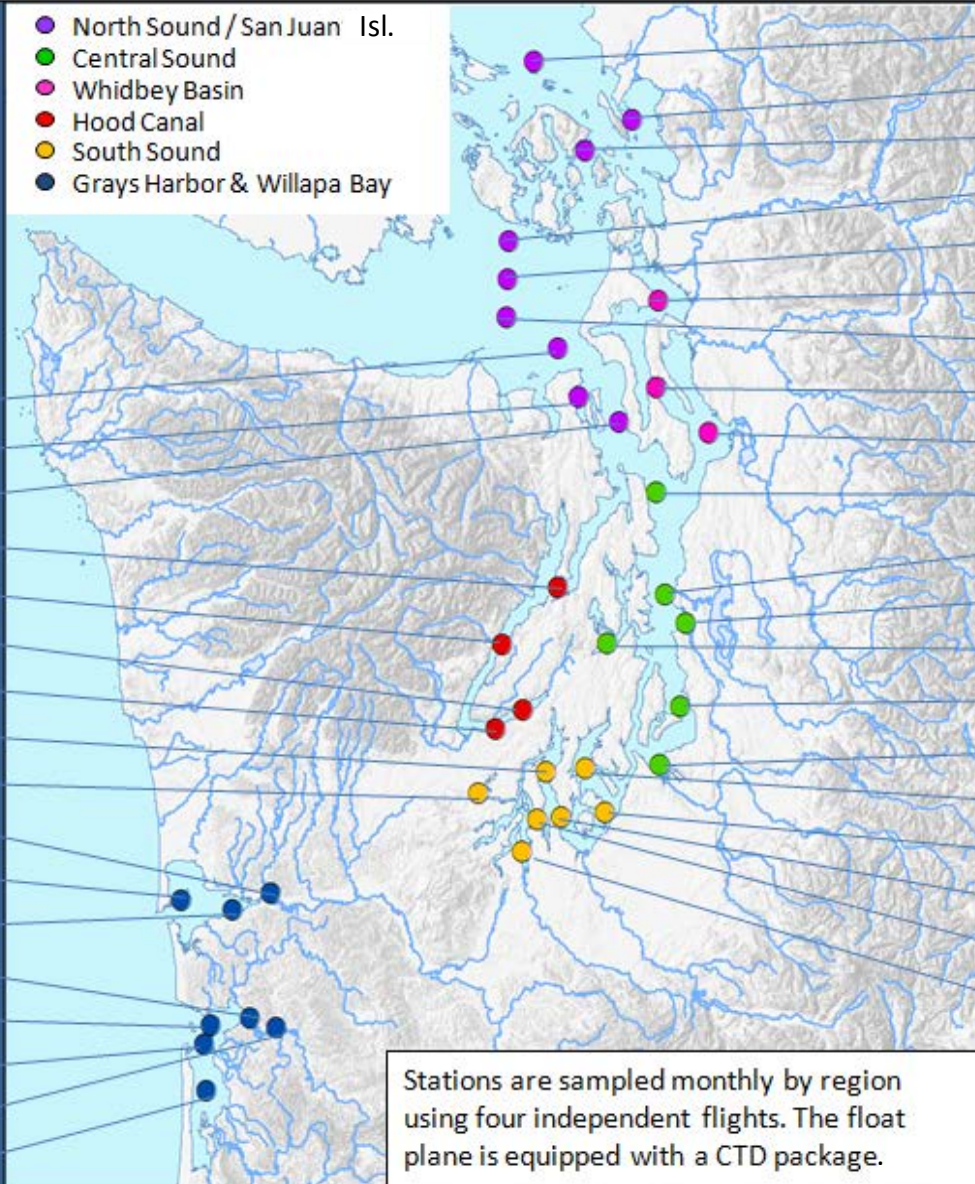 North Sound / San Juan Isl.
Central Sound
Whidbey Basin
Hood Canal
South Sound
Grays Harbor & Willapa Bay
Stations are sampled monthly by region
using four independent flights. The float
plane is equipped with a CTD package.